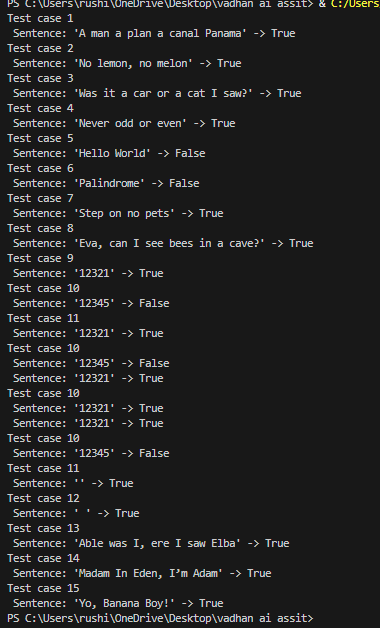 PS C:\Users\rushi\OneDrive\Desktop\vadhan ai assit> & C:/Users
Test case 1
Sentence: 'A man a plan a canal Panama' -> True
Test case 2
Sentence: 'No lemon, no melon' -> True
Test case 3
Sentence: 'Was it a car or a cat I saw?' -> True
Test case 4
Sentence: 'Never odd or even' -> True
Test case 5
Sentence: 'Hello World' -> False
Test case 6
Sentence: 'Palindrome' -> False
Test case 7
Sentence: 'Step on no pets' -> True
Test case 8
Sentence: 'Eva, can I see bees in a cave?' -> True
Test case 9
Sentence: '12321' -> True
Test case 10
Sentence: '12345' -> False
Test case 11
Sentence: '12321' -> True
Test case 10
Sentence: '12345' -> False
Sentence: '12321' -> True
Test case 10
Sentence: '12321' -> True
Sentence: '12321' -> True
Test case 10
Sentence: '12345' -> False
Test case 11
Sentence: '' -> True
Test case 12
Sentence: ' ' -> True
Test case 13
Sentence: 'Able was I, ere I saw Elba' -> True
Test case 14
Sentence: 'Madam In Eden, I’m Adam' -> True
Test case 15
Sentence: 'Yo, Banana Boy!' -> True
PS C:\Users\rushi\OneDrive\Desktop\vadhan ai assit>